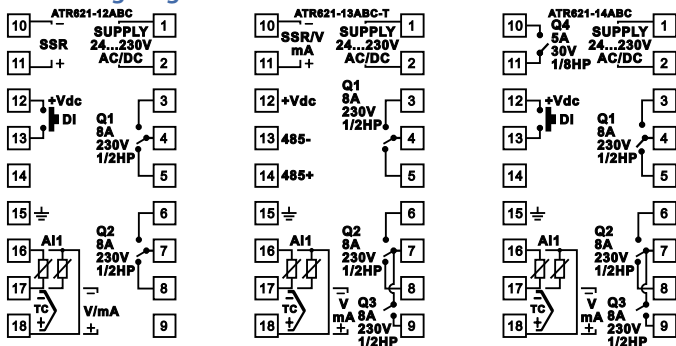 ATR621-12ABC
10 − SUPPLY 1
SSR 24...230V
11 + AC/DC 2
12 +Vdc 3
DI Q1
13 8A 4
230V
14 1/2HP 5
15 6
16 AI1 Q2 7
8A
230V
17 1/2HP 8
− −
TC V/mA
18 + + 9
ATR621-13ABC-T
10 − SUPPLY 1
SSR/V 24...230V
mA
11 + AC/DC 2
Q1
12 +Vdc 8A 3
230V
1/2HP
13 485- 4
14 485+ 5
15 6
16 AI1 Q2 7
8A
230V
17 1/2HP 8
− −
TC V Q3
mA 8A
18 + + 230V 9
1/2HP
ATR621-14ABC
10 Q4 SUPPLY 1
5A 24...230V
11 30V AC/DC 2
1/8HP
12 +Vdc 3
DI Q1
13 8A 4
230V
14 1/2HP 5
15 6
16 AI1 Q2 7
8A
230V
17 1/2HP 8
− −
TC V Q3
mA 8A
18 + + 230V 9
1/2HP